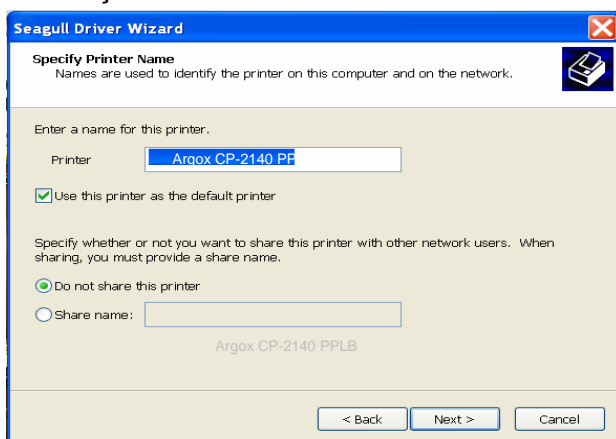 Seagull Driver Wizard
Specify Printer Name
Names are used to identify the printer on this computer and on the network.
Enter a name for this printer.
Printer
Argox CP-2140 PP
Use this printer as the default printer
Specify whether or not you want to share this printer with other network users. When
sharing, you must provide a share name.
Do not share this printer
Share name:
Argox CP-2140 PPLB
< Back
Next >
Cancel